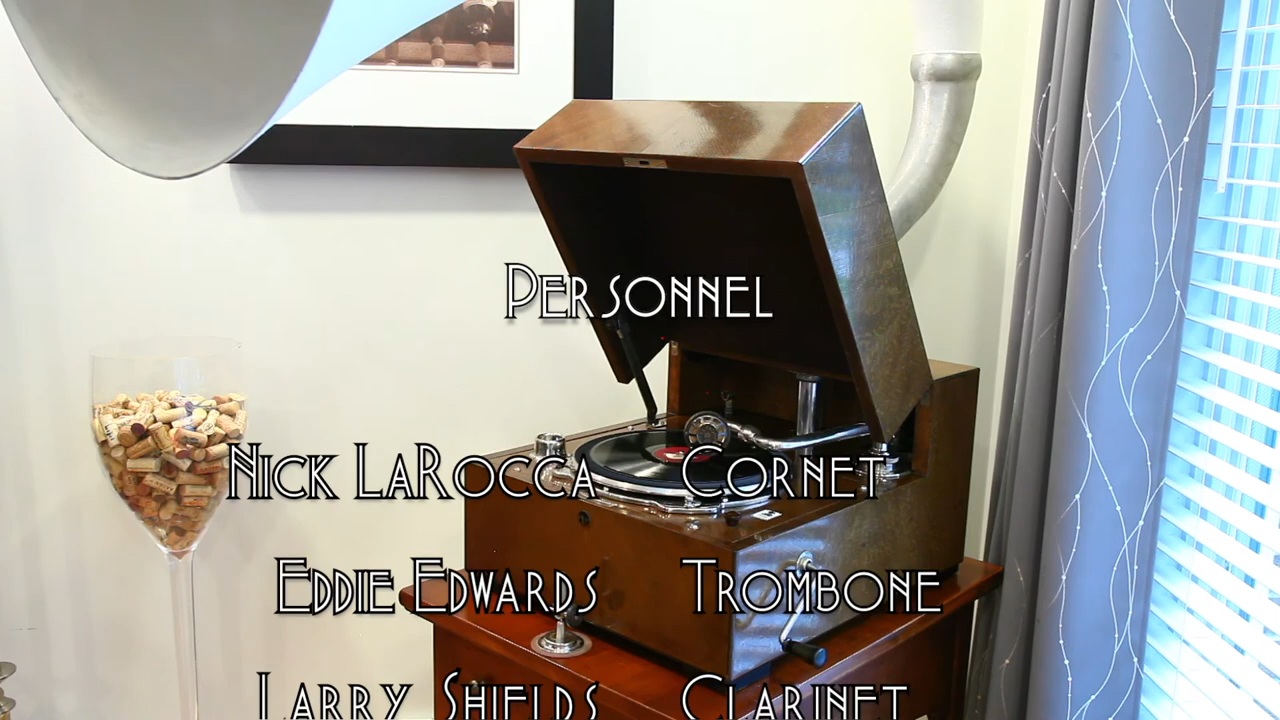 Personnel
Nick LaRocca Cornet
Eddie Edwards Trombone
Larry Shields Clarinet